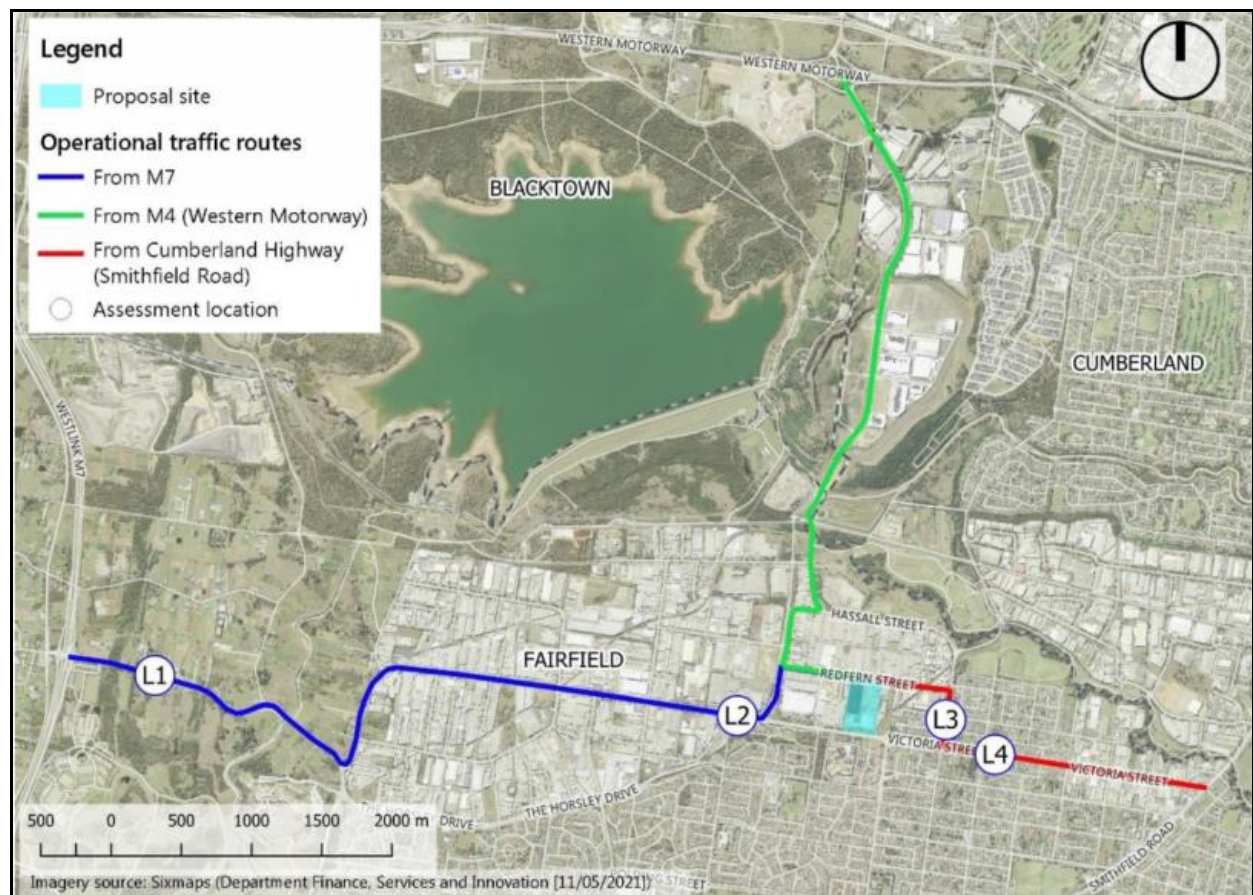 Legend
Proposal site
Operational traffic routes
From M7
From M4 (Western Motorway)
From Cumberland Highway
(Smithfield Road)
Assessment location
WESTERN MOTORWAY
WESTERN MOTORWAY
BLACKTOWN
CUMBERLAND
WESTLINK M7
HASSALL STREET
FAIRFIELD
REDFERN STREET
L1
L2
L3
L4
VICTORIA STREET
VICTORIA STREET
THE HORSLEY DRIVE
DRIVE
SMITHFIELD ROAD
500 0 500 1000 1500 2000 m
STREET
Imagery source: Sixmaps (Department Finance, Services and Innovation [11/05/2021])